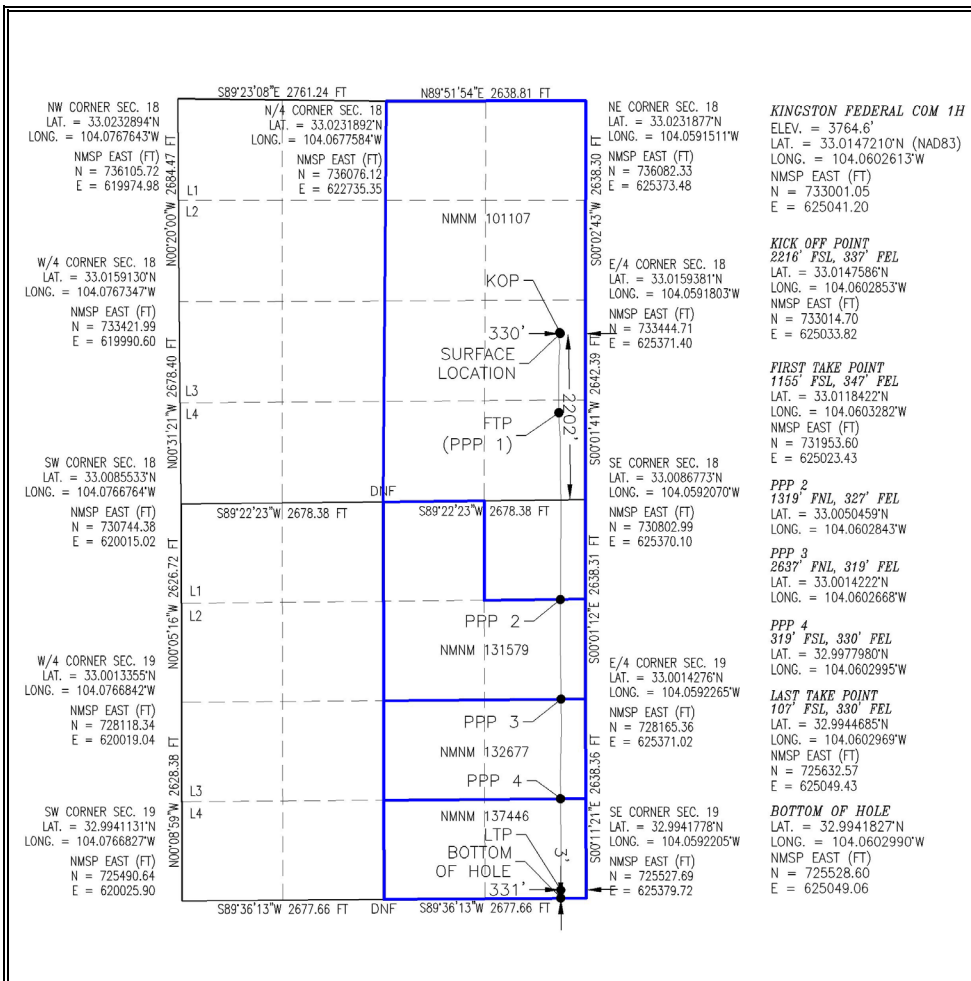 S89°23'08"E 2761.24 FT
N89°51'54"E 2638.81 FT
NW CORNER SEC. 18
LAT. = 33.0232894°N
LONG. = 104.0767643°W
NMSP EAST (FT)
N = 736105.72
E = 619974.98
N/4 CORNER SEC. 18
LAT. = 33.0231892°N
LONG. = 104.0677584°W
NMSP EAST (FT)
N = 736076.12
E = 622735.35
NE CORNER SEC. 18
LAT. = 33.0231877°N
LONG. = 104.0591511°W
NMSP EAST (FT)
N = 736082.33
E = 625373.48
N00°20'00"W 2684.47 FT
S00°02'43"W 2638.30 FT
L1
L2
NMNM 101107
W/4 CORNER SEC. 18
LAT. = 33.0159130°N
LONG. = 104.0767347°W
NMSP EAST (FT)
N = 733421.99
E = 619990.60
KOP
330'
SURFACE
LOCATION
E/4 CORNER SEC. 18
LAT. = 33.0159381°N
LONG. = 104.0591803°W
NMSP EAST (FT)
N = 733444.71
E = 625371.40
N00°31'21"W 2678.40 FT
S00°01'41"W 2642.39 FT
2202'
L3
L4
FTP
(PPP 1)
SW CORNER SEC. 18
LAT. = 33.0085533°N
LONG. = 104.0766764°W
NMSP EAST (FT)
N = 730744.38
E = 620015.02
DNF
S89°22'23"W 2678.38 FT
S89°22'23"W 2678.38 FT
SE CORNER SEC. 18
LAT. = 33.0086773°N
LONG. = 104.0592070°W
NMSP EAST (FT)
N = 730802.99
E = 625370.10
N00°05'16"W 2626.72 FT
S00°01'12"E 2638.31 FT
L1
L2
PPP 2
NMNM 131579
W/4 CORNER SEC. 19
LAT. = 33.0013355°N
LONG. = 104.0766842°W
NMSP EAST (FT)
N = 728118.34
E = 620019.04
PPP 3
E/4 CORNER SEC. 19
LAT. = 33.0014276°N
LONG. = 104.0592265°W
NMSP EAST (FT)
N = 728165.36
E = 625371.02
NMNM 132677
N00°08'59"W 2628.38 FT
S00°11'21"E 2638.36 FT
L3
L4
PPP 4
NMNM 137446
SW CORNER SEC. 19
LAT. = 32.9941131°N
LONG. = 104.0766827°W
NMSP EAST (FT)
N = 725490.64
E = 620025.90
LTP
BOTTOM
OF HOLE
331'
3'
SE CORNER SEC. 19
LAT. = 32.9941778°N
LONG. = 104.0592205°W
NMSP EAST (FT)
N = 725527.69
E = 625379.72
S89°36'13"W 2677.66 FT
DNF
S89°36'13"W 2677.66 FT
KINGSTON FEDERAL COM 1H
ELEV. = 3764.6'
LAT. = 33.0147210°N (NAD83)
LONG. = 104.0602613°W
NMSP EAST (FT)
N = 733001.05
E = 625041.20
KICK OFF POINT
2216' FSL, 337' FEL
LAT. = 33.0147586°N
LONG. = 104.0602853°W
NMSP EAST (FT)
N = 733014.70
E = 625033.82
FIRST TAKE POINT
1155' FSL, 347' FEL
LAT. = 33.0118422°N
LONG. = 104.0603282°W
NMSP EAST (FT)
N = 731953.60
E = 625023.43
PPP 2
1319' FNL, 327' FEL
LAT. = 33.0050459°N
LONG. = 104.0602843°W
PPP 3
2637' FNL, 319' FEL
LAT. = 33.0014222°N
LONG. = 104.0602668°W
PPP 4
319' FSL, 330' FEL
LAT. = 32.9977980°N
LONG. = 104.0602995°W
LAST TAKE POINT
107' FSL, 330' FEL
LAT. = 32.9944685°N
LONG. = 104.0602969°W
NMSP EAST (FT)
N = 725632.57
E = 625049.43
BOTTOM OF HOLE
LAT. = 32.9941827°N
LONG. = 104.0602990°W
NMSP EAST (FT)
N = 725528.60
E = 625049.06